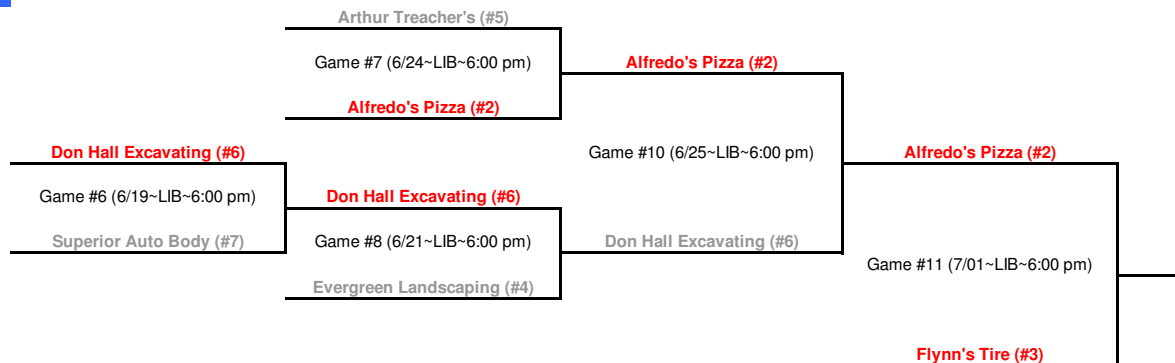 Arthur Treacher's (#5)
Game #7 (6/24~LIB~6:00 pm)
Alfredo's Pizza (#2)
Alfredo's Pizza (#2)
Don Hall Excavating (#6)
Game #10 (6/25~LIB~6:00 pm)
Alfredo's Pizza (#2)
Game #6 (6/19~LIB~6:00 pm)
Don Hall Excavating (#6)
Superior Auto Body (#7)
Game #8 (6/21~LIB~6:00 pm)
Don Hall Excavating (#6)
Game #11 (7/01~LIB~6:00 pm)
Evergreen Landscaping (#4)
Flynn's Tire (#3)